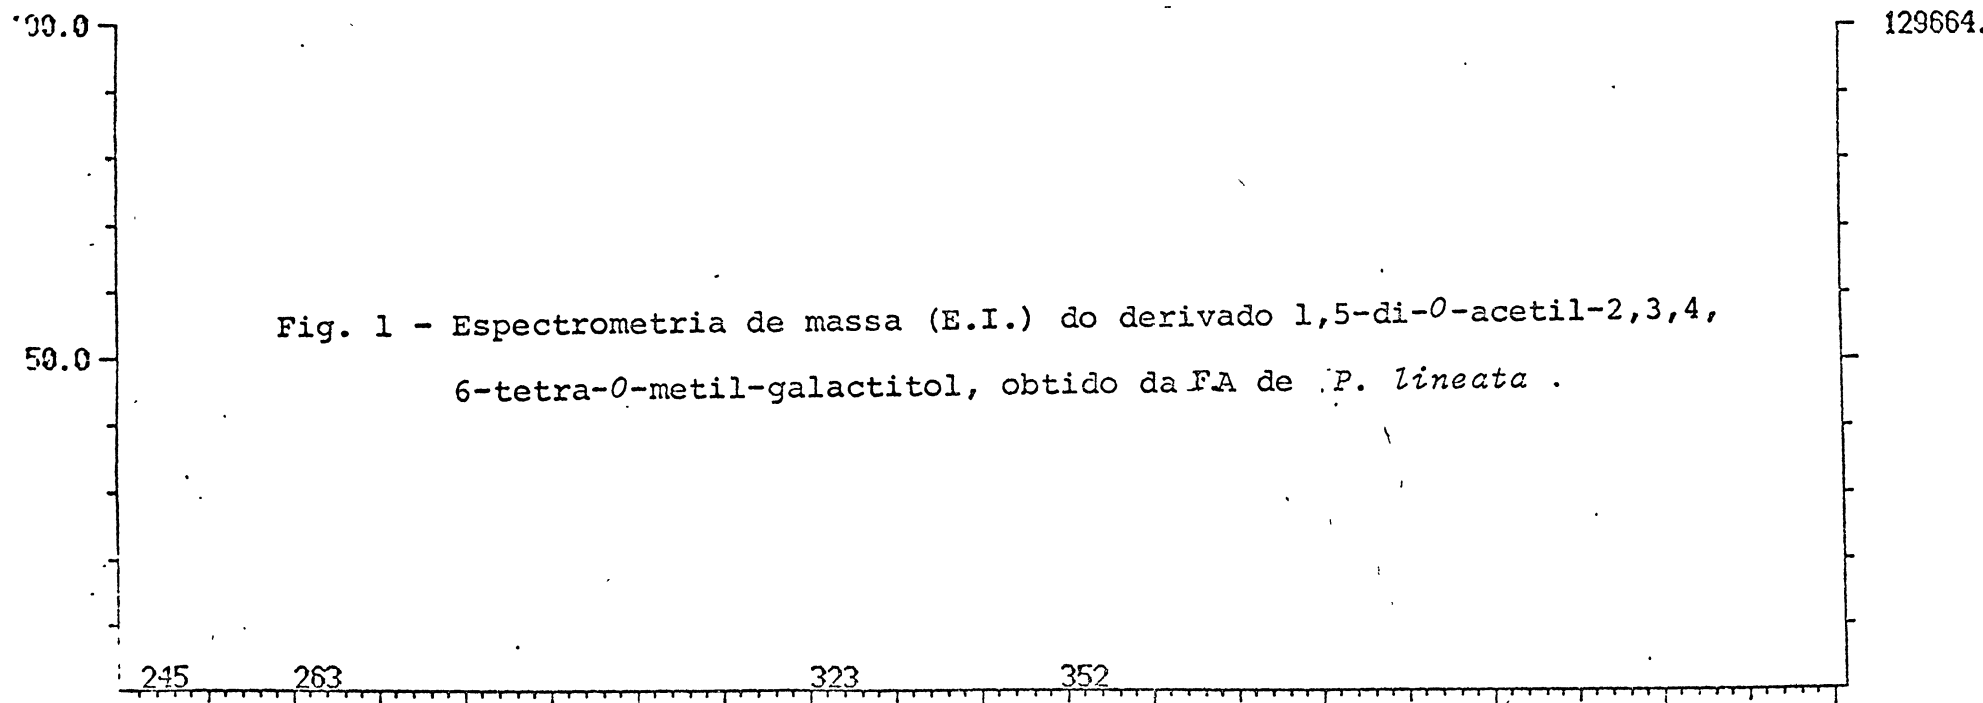 00.0
129664.
Fig. 1 - Espectrometria de massa (E.I.) do derivado 1,5-di-O-acetil-2,3,4,
50.0
6-tetra-O-metil-galactitol, obtido da FA de P. lineata .
245 263 323 352